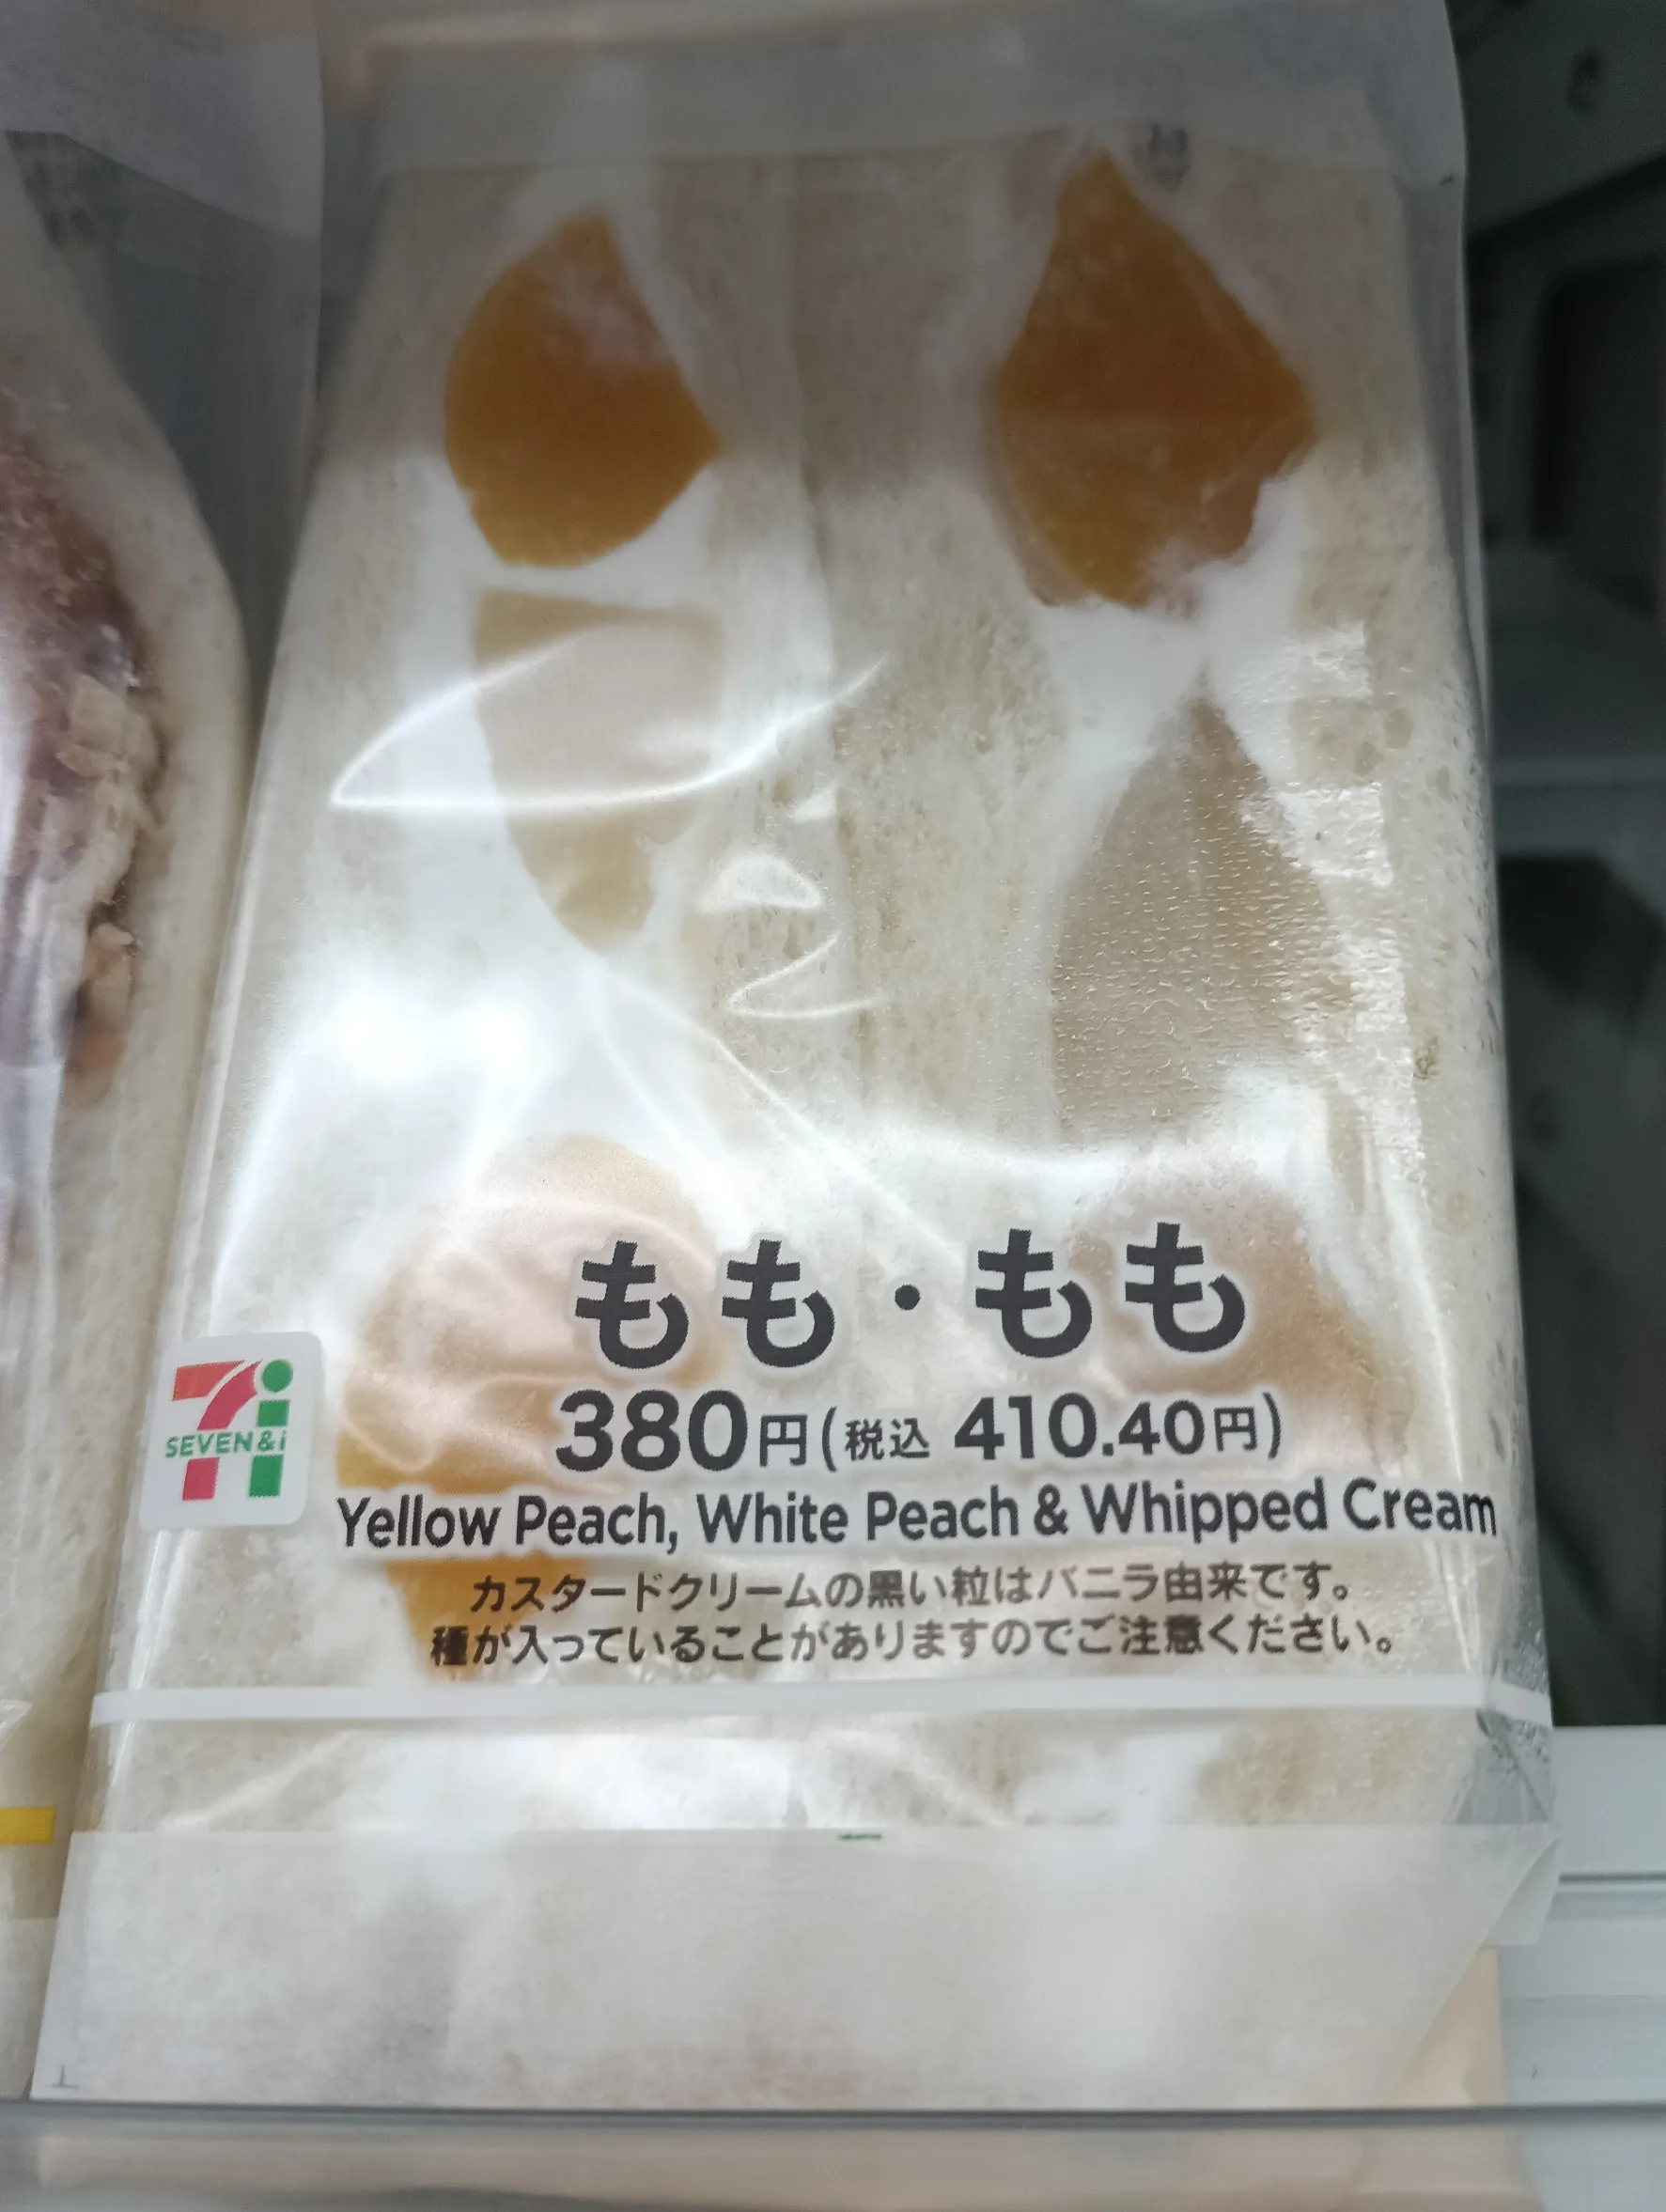 もも・もも
380円(税込 410.40円)
SEVEN&i
Yellow Peach, White Peach & Whipped Cream
カスタードクリームの黒い粒はバニラ由来です。
種が入っていることがありますのでご注意ください。